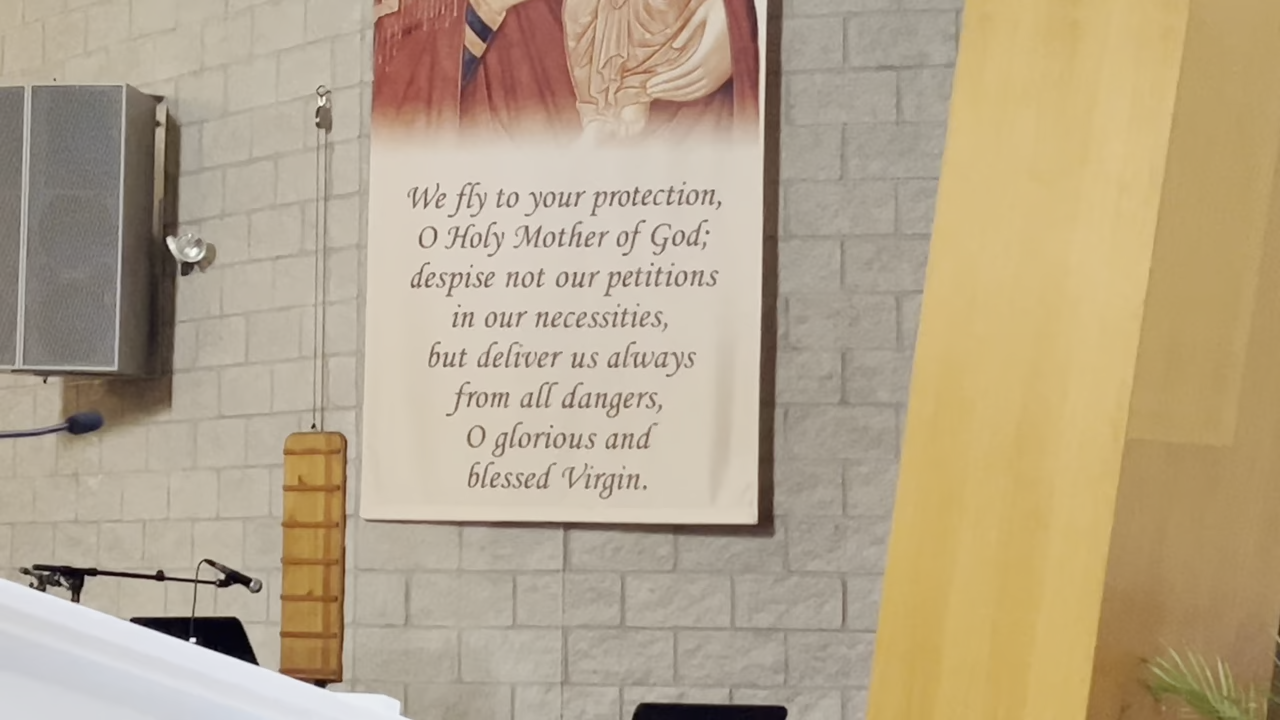 We fly to your protection,
O Holy Mother of God;
despise not our petitions
in our necessities,
but deliver us always
from all dangers,
O glorious and
blessed Virgin.